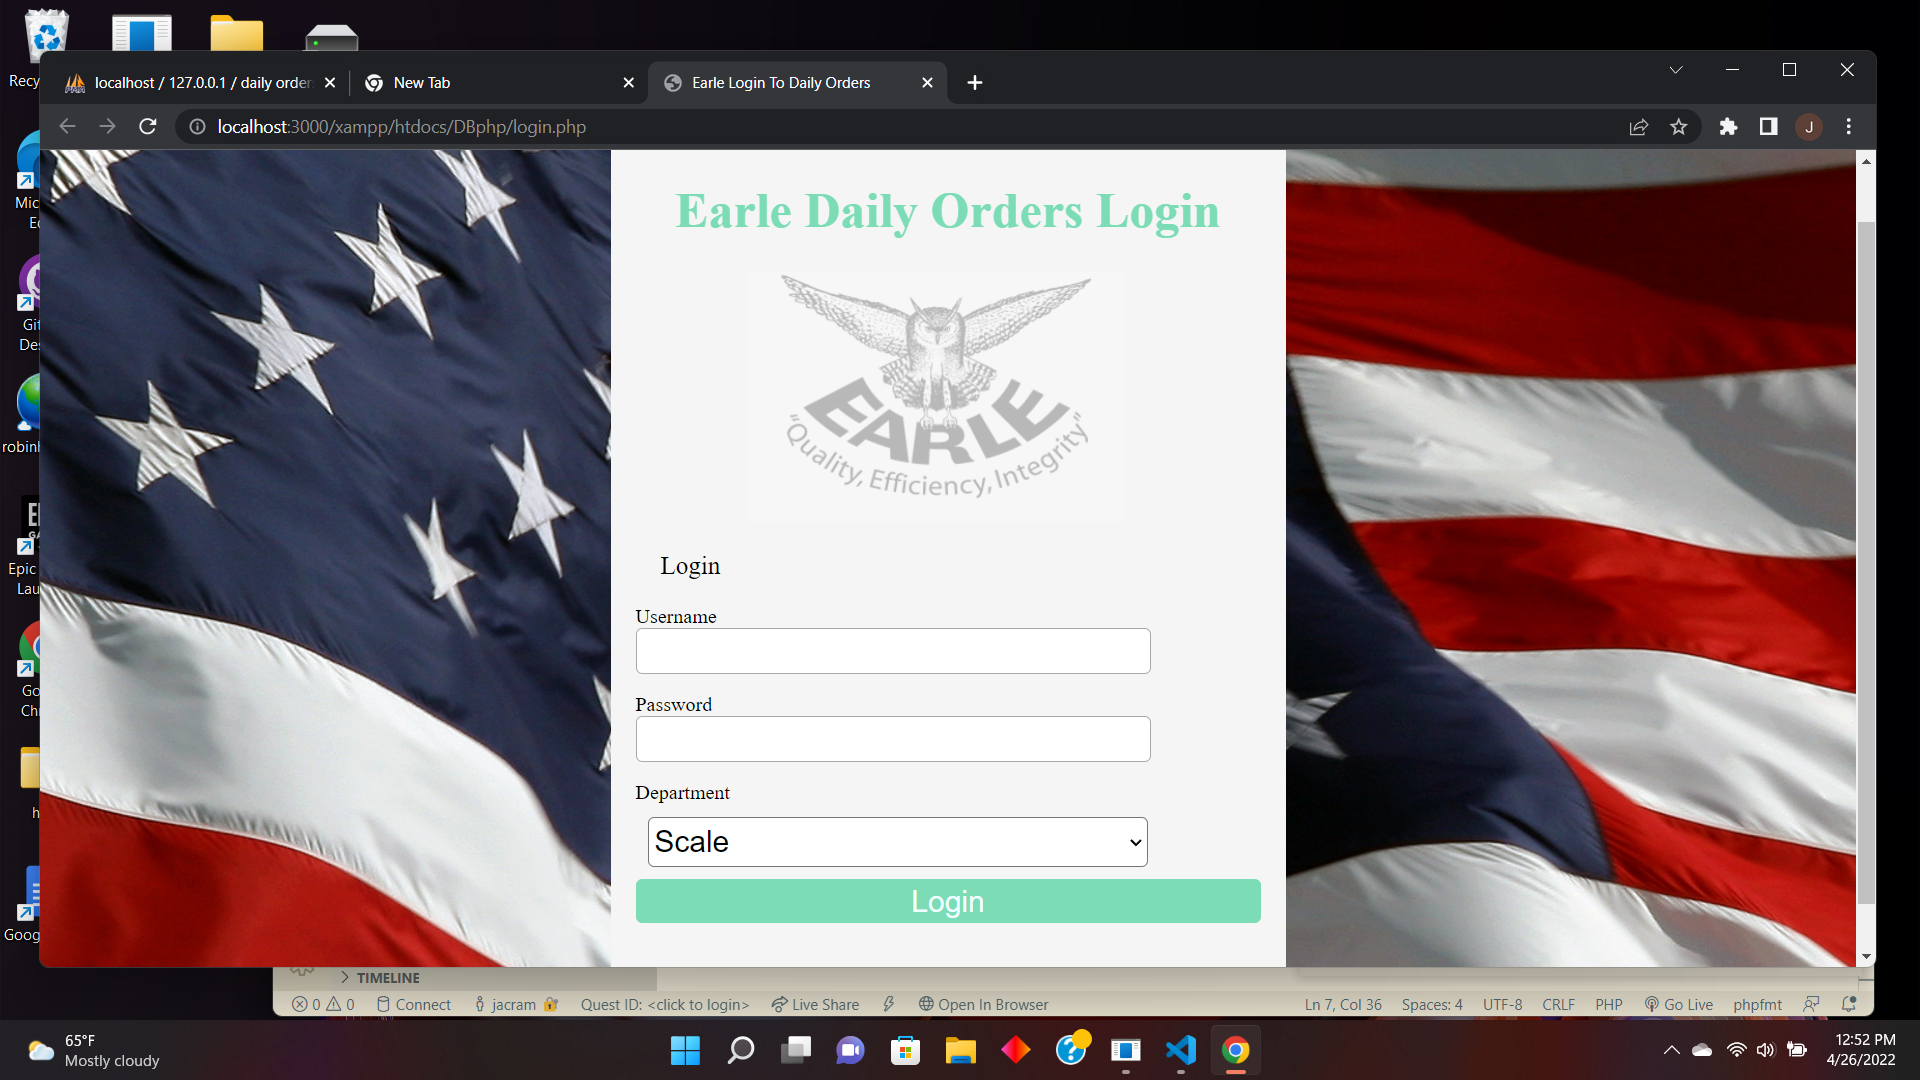 Recy
localhost / 127.0.0.1 / daily order
New Tab
Earle Login To Daily Orders
localhost:3000/xampp/htdocs/DBphp/login.php
J
Earle Daily Orders Login
EARLE
"Quality, Efficiency, Integrity"
Login
Username
Password
Department
Scale
Login
Mic
Ed
Git
Des
robinh
Epic
Lau
Go
Chr
h
Goog
TIMELINE
0 0 Connect jacram Quest ID: <click to login> Live Share Open In Browser
Ln 7, Col 36 Spaces: 4 UTF-8 CRLF PHP Go Live phpfmt
65°F
Mostly cloudy
12:52 PM
4/26/2022